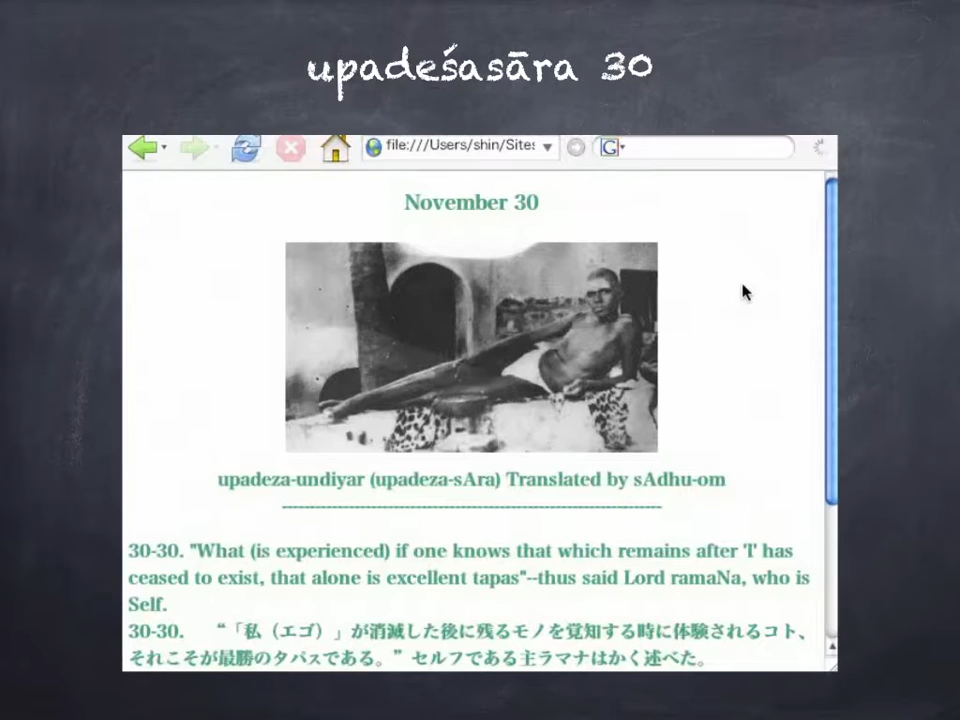 upadeśasāra 30
file:///Users/shin/Sites
G
November 30
upadeza-undiyar (upadeza-sAra) Translated by sAdhu-om
30-30. "What (is experienced) if one knows that which remains after 'I' has
ceased to exist, that alone is excellent tapas"--thus said Lord ramaNa, who is
Self.
30-30. “「私（エゴ）」が消滅した後に残るモノを覚知する時に体験されるコト、
それこそが最勝のタパスである。”セルフである主ラマナはかく述べた。